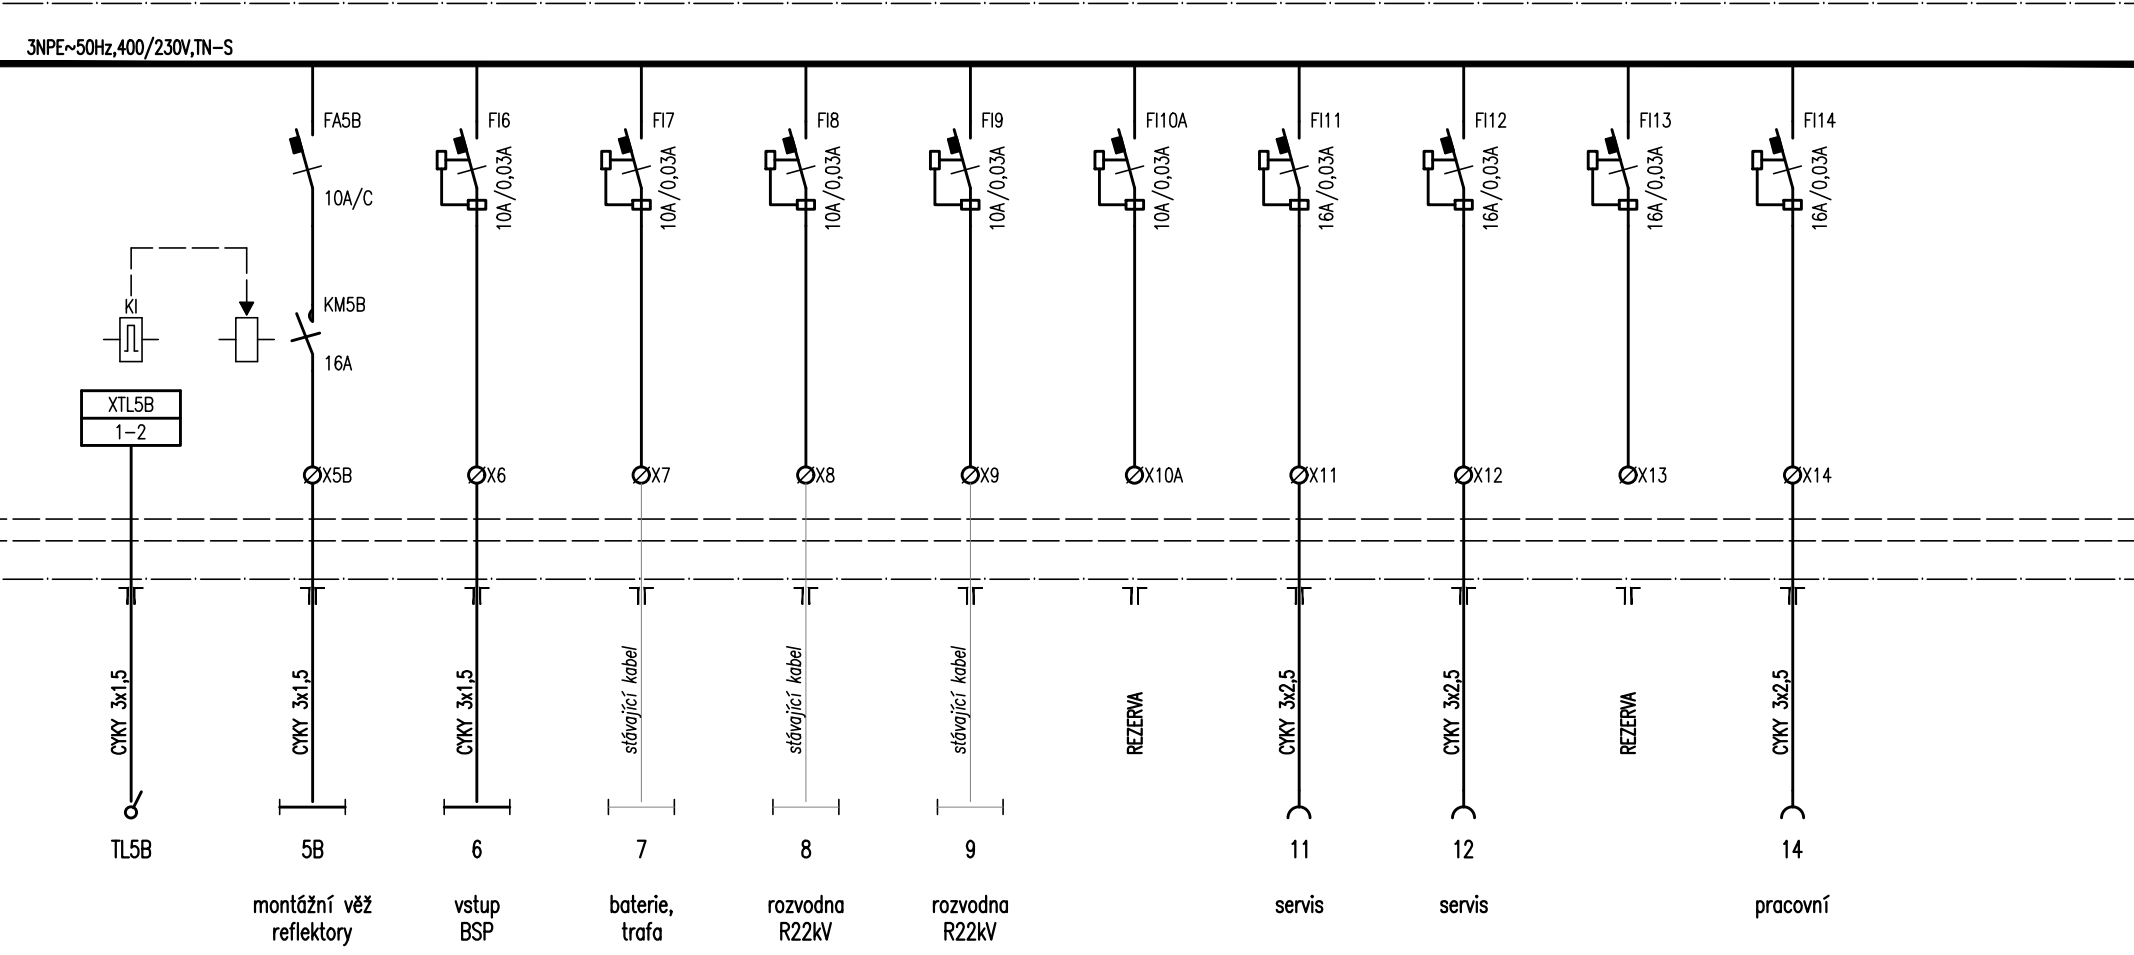 3NPE~50Hz,400/230V,TN-S
FA5B
FI6
FI7
FI8
FI9
FI10A
FI11
FI12
FI13
FI14
10A/C
10A/0,03A
10A/0,03A
10A/0,03A
10A/0,03A
10A/0,03A
16A/0,03A
16A/0,03A
16A/0,03A
16A/0,03A
KI
KM5B
16A
XTL5B
1-2
X5B
X6
X7
X8
X9
X10A
X11
X12
X13
X14
CYKY 3x1,5
CYKY 3x1,5
CYKY 3x1,5
stávající kabel
stávající kabel
stávající kabel
REZERVA
CYKY 3x2,5
CYKY 3x2,5
REZERVA
CYKY 3x2,5
TL5B
5B
6
7
8
9
11
12
14
montážní věž
reflektory
vstup
BSP
baterie,
trafa
rozvodna
R22kV
rozvodna
R22kV
servis
servis
pracovní